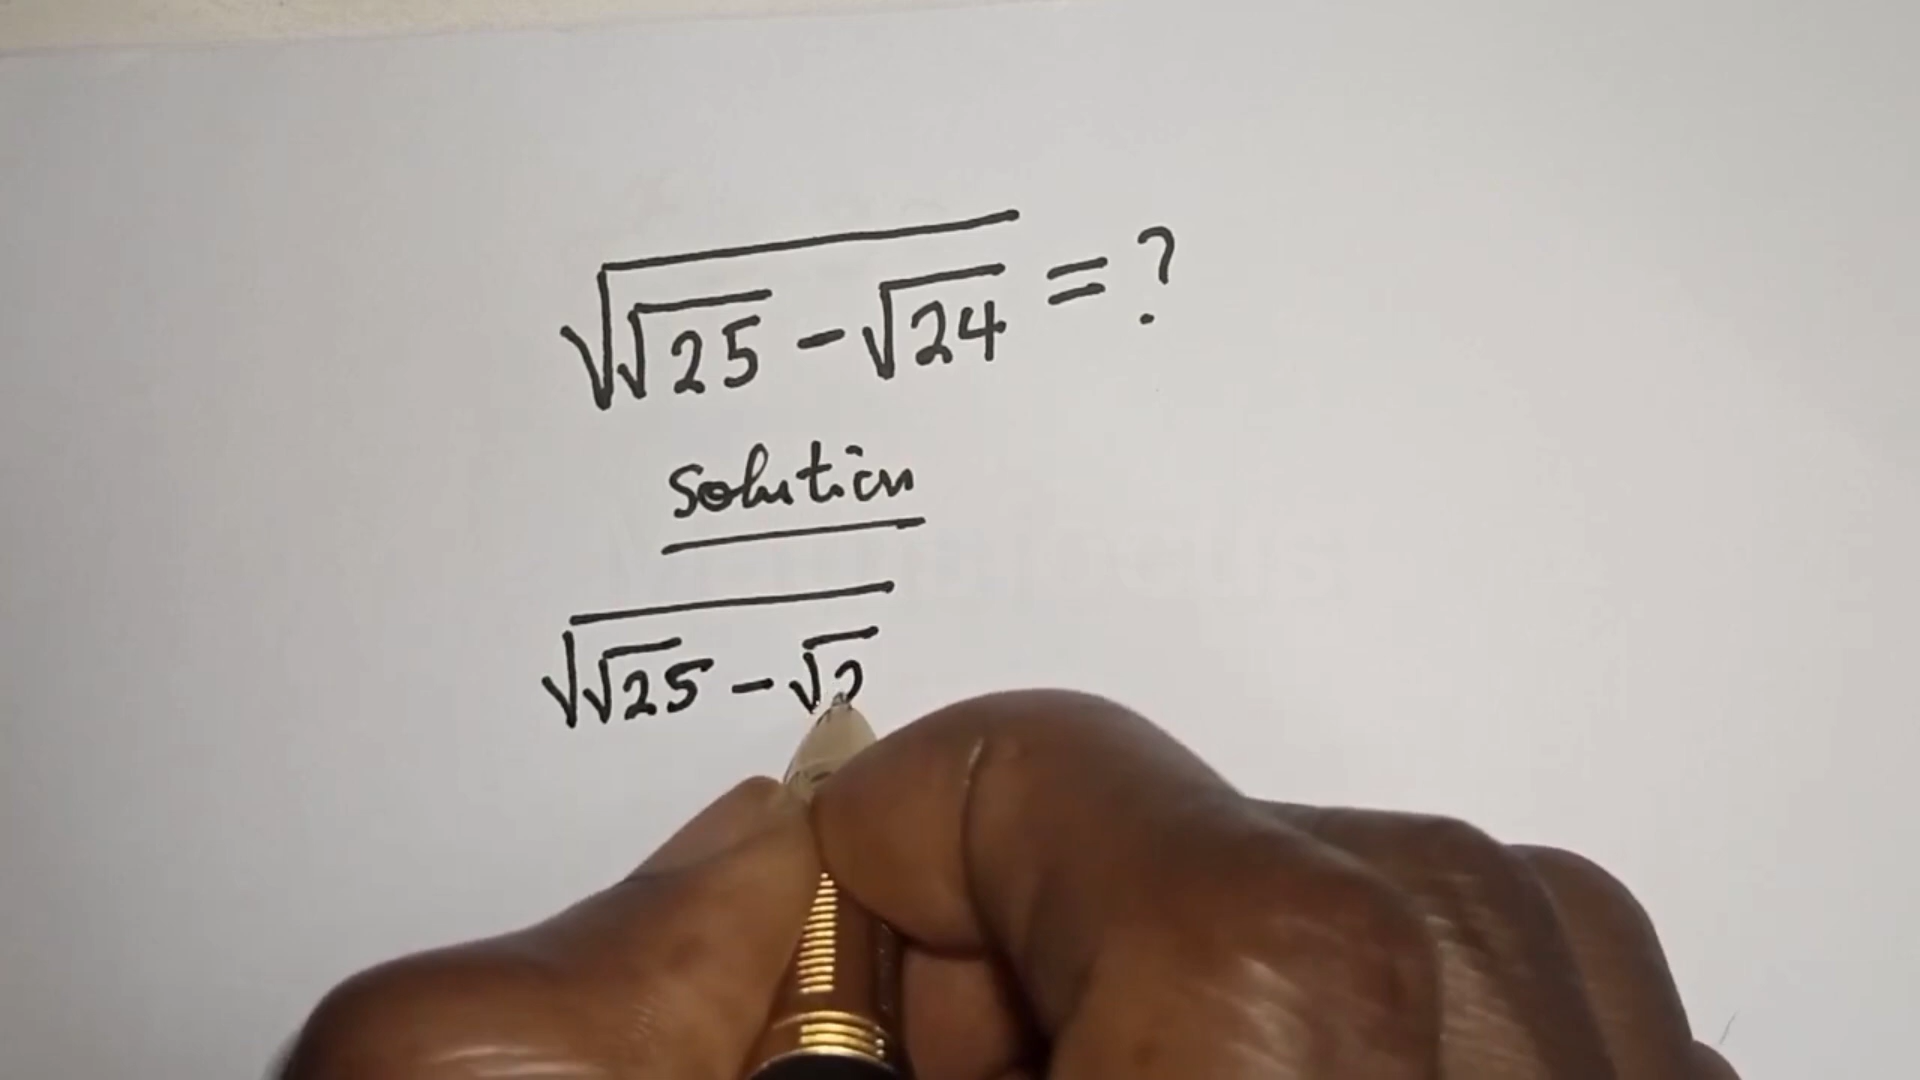 √(√25 - √24) = ?
Solution
√(√25 - √2